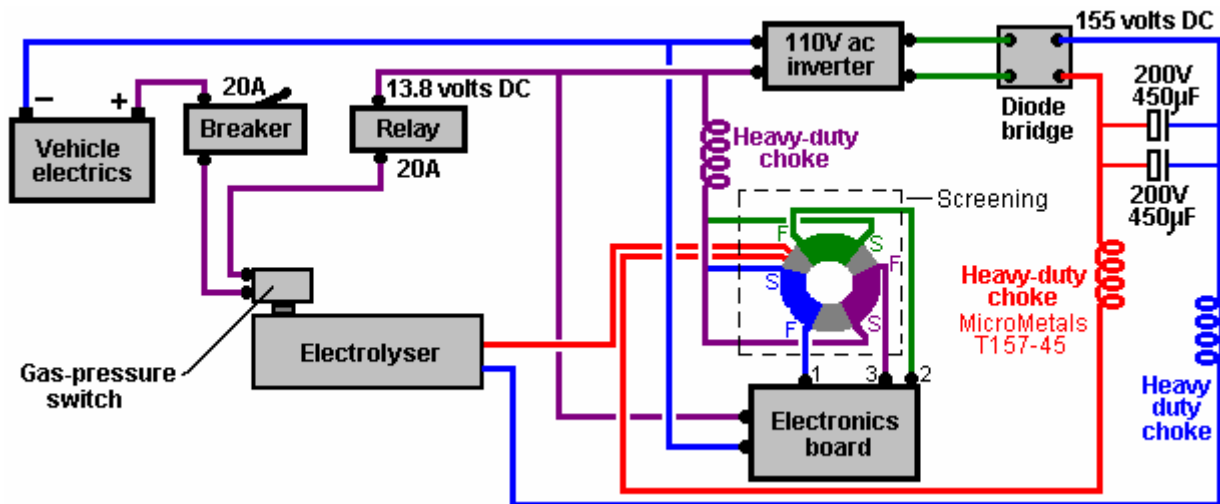 155 volts DC
110V ac
inverter
200V
450µF
Diode
bridge
−
+
20A
13.8 volts DC
Breaker
Relay
Vehicle
electrics
20A
Heavy-duty
choke
200V
450µF
Screening
F
S
F
S
F
S
Heavy-duty
choke
MicroMetals
T157-45
Electrolyser
Gas-pressure
switch
1
3
2
Heavy
duty
choke
Electronics
board